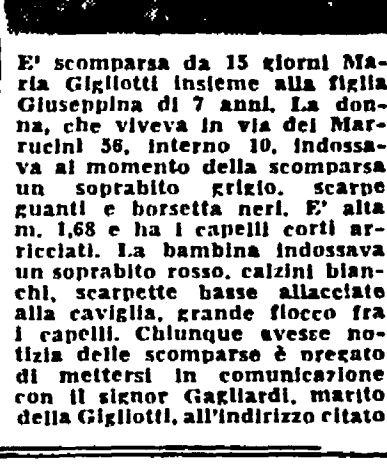 E' scomparsa da 15 giorni Ma-
ria Gigliotti insieme alla figlia
Giuseppina di 7 anni. La don-
na, che viveva in via dei Mar-
rucini 56, interno 10, indossa-
va al momento della scomparsa
un soprabito grigio, scarpe
guanti e borsetta neri. E' alta
m. 1,68 e ha i capelli corti ar-
ricciati. La bambina indossava
un soprabito rosso, calzini bian-
chi, scarpette basse allacciate
alla caviglia, grande fiocco fra
i capelli. Chiunque avesse no-
tizia delle scomparse è pregato
di mettersi in comunicazione
con il signor Gagliardi, marito
della Gigliotti, all'indirizzo citato